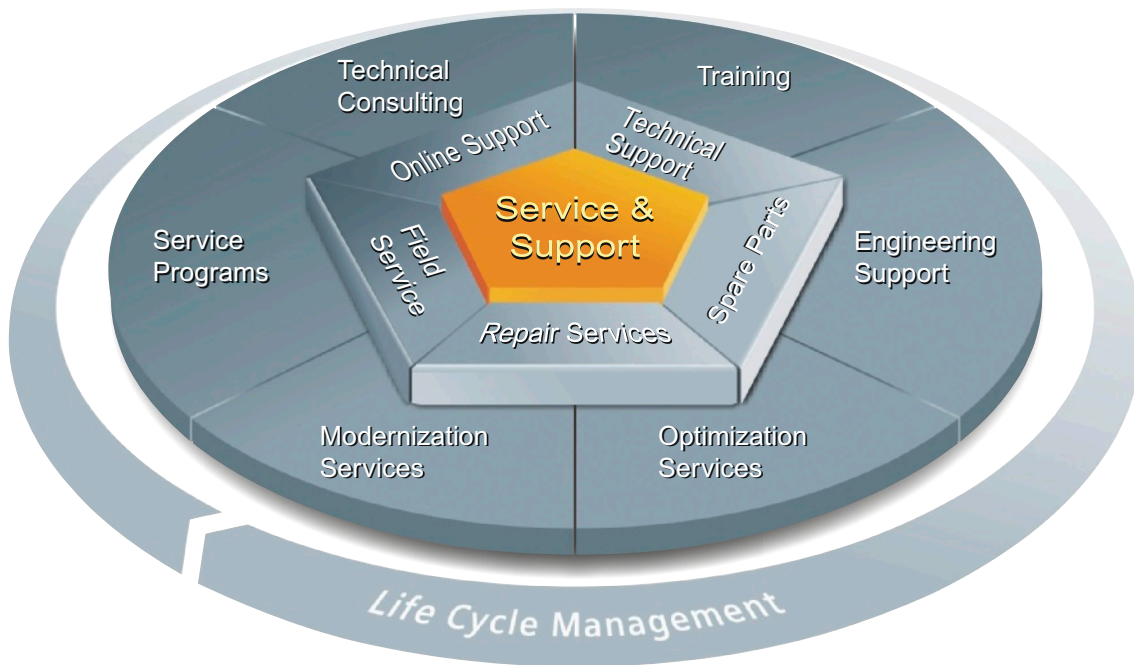 Technical
Consulting
Training
Online Support
Technical
Support
Service &
Support
Service
Programs
Field
Service
Spare Parts
Engineering
Support
Repair Services
Modernization
Services
Optimization
Services
Life Cycle Management